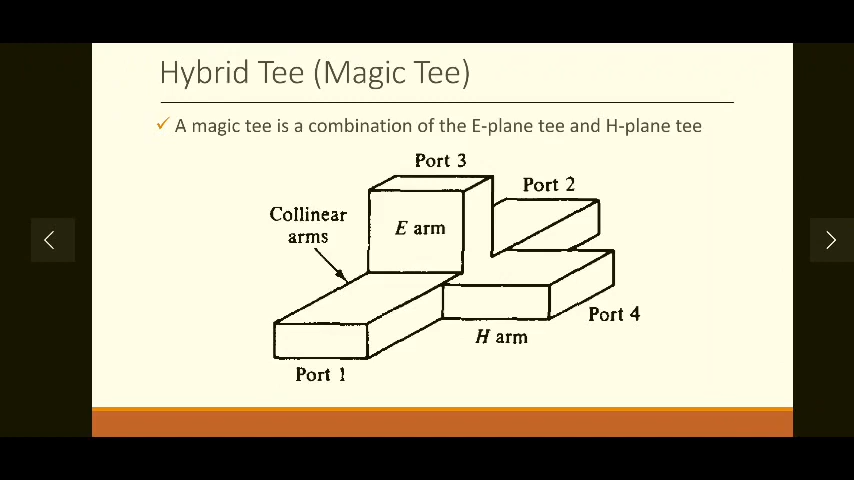 Hybrid Tee (Magic Tee)
✓ A magic tee is a combination of the E-plane tee and H-plane tee
Port 3
Port 2
Collinear
arms
E arm
Port 4
H arm
Port 1